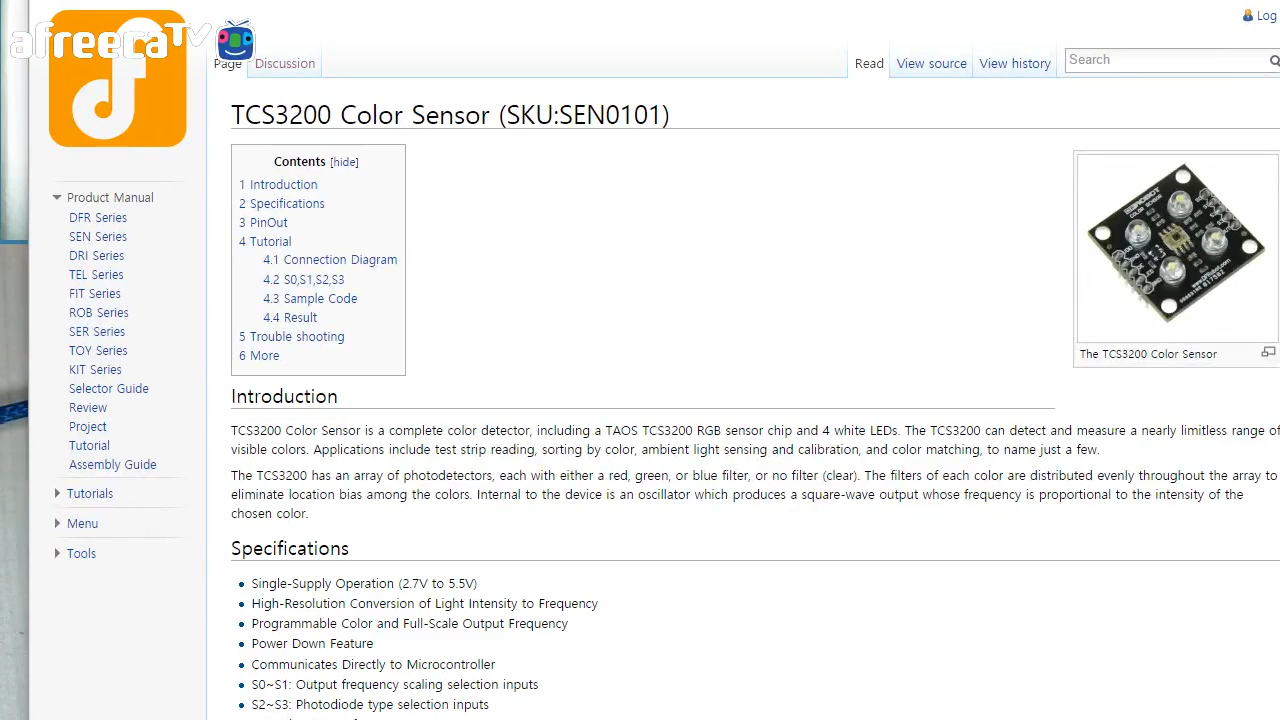 afreecaTV
Log
Page
Discussion
Read
View source
View history
Search
TCS3200 Color Sensor (SKU:SEN0101)
Contents [hide]
1 Introduction
2 Specifications
3 PinOut
4 Tutorial
4.1 Connection Diagram
4.2 S0,S1,S2,S3
4.3 Sample Code
4.4 Result
5 Trouble shooting
6 More
The TCS3200 Color Sensor
Product Manual
DFR Series
SEN Series
DRI Series
TEL Series
FIT Series
ROB Series
SER Series
TOY Series
KIT Series
Selector Guide
Review
Project
Tutorial
Assembly Guide
Tutorials
Menu
Tools
Introduction
TCS3200 Color Sensor is a complete color detector, including a TAOS TCS3200 RGB sensor chip and 4 white LEDs. The TCS3200 can detect and measure a nearly limitless range of
visible colors. Applications include test strip reading, sorting by color, ambient light sensing and calibration, and color matching, to name just a few.
The TCS3200 has an array of photodetectors, each with either a red, green, or blue filter, or no filter (clear). The filters of each color are distributed evenly throughout the array to
eliminate location bias among the colors. Internal to the device is an oscillator which produces a square-wave output whose frequency is proportional to the intensity of the
chosen color.
Specifications
Single-Supply Operation (2.7V to 5.5V)
High-Resolution Conversion of Light Intensity to Frequency
Programmable Color and Full-Scale Output Frequency
Power Down Feature
Communicates Directly to Microcontroller
S0~S1: Output frequency scaling selection inputs
S2~S3: Photodiode type selection inputs